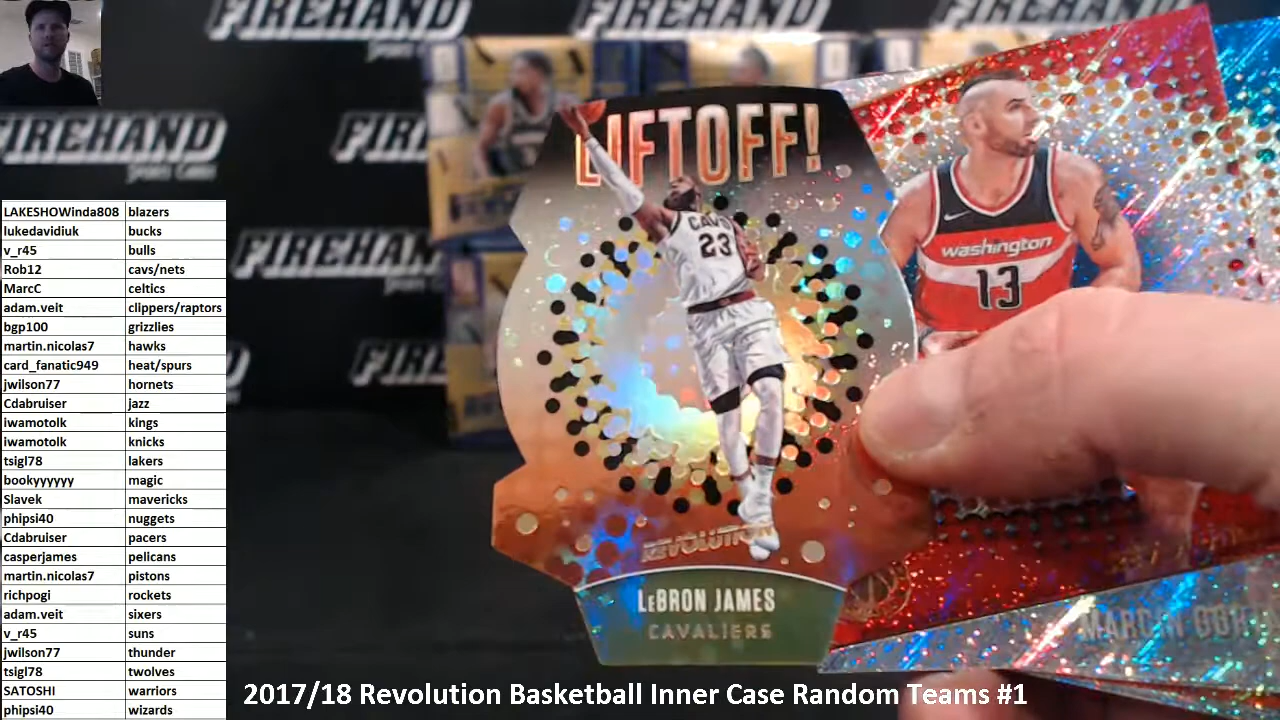 FIREHAND
FIREHAND
FIREHAND
FIREHAND
SPORTS CARDS
FIREHAND
FIREHAND
FIREHAND
LIFTOFF!
CAVS
23
washington
13
REVOLUTION
LeBRON JAMES
CAVALIERS
LAKESHOWinda808 blazers
lukedavidiuk bucks
v_r45 bulls
Rob12 cavs/nets
MarcC celtics
adam.veit clippers/raptors
bgp100 grizzlies
martin.nicolas7 hawks
card_fanatic949 heat/spurs
jwilson77 hornets
Cdabruiser jazz
iwamotolk kings
iwamotolk knicks
tsigl78 lakers
bookyyyyyy magic
Slavek mavericks
phipsi40 nuggets
Cdabruiser pacers
casperjames pelicans
martin.nicolas7 pistons
richpogi rockets
adam.veit sixers
v_r45 suns
jwilson77 thunder
tsigl78 twolves
SATOSHI warriors
phipsi40 wizards
2017/18 Revolution Basketball Inner Case Random Teams #1